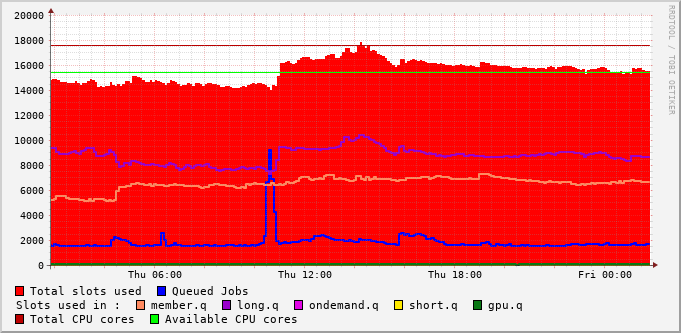 20000
18000
16000
14000
12000
10000
8000
6000
4000
2000
0
Thu 06:00 Thu 12:00 Thu 18:00 Fri 00:00
RRDTOOL / TOBI OETIKER
Total slots used Queued Jobs
Slots used in : member.q long.q ondemand.q short.q gpu.q
Total CPU cores Available CPU cores